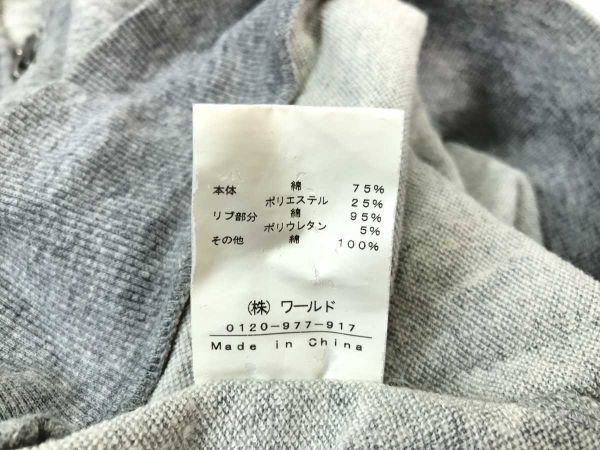 本体 綿 75%
ポリエステル 25%
リブ部分 綿 95%
ポリウレタン 5%
その他 綿 100%
(株) ワールド
0120-977-917
Made in China